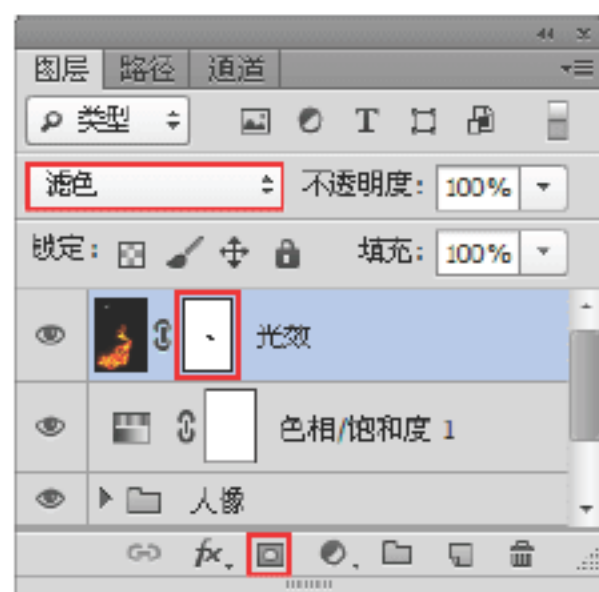 图层 路径 通道
类型 T
滤色 不透明度: 100%
锁定: 填充: 100%
光效
色相/饱和度 1
人像
fx